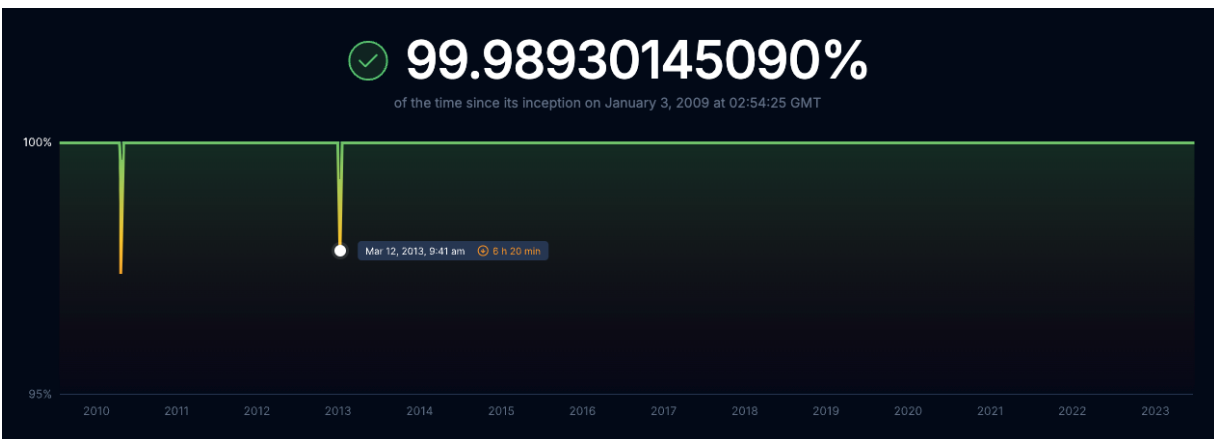 99.98930145090%
of the time since its inception on January 3, 2009 at 02:54:25 GMT
100%
Mar 12, 2013, 9:41 am 6 h 20 min
95%
2010 2011 2012 2013 2014 2015 2016 2017 2018 2019 2020 2021 2022 2023